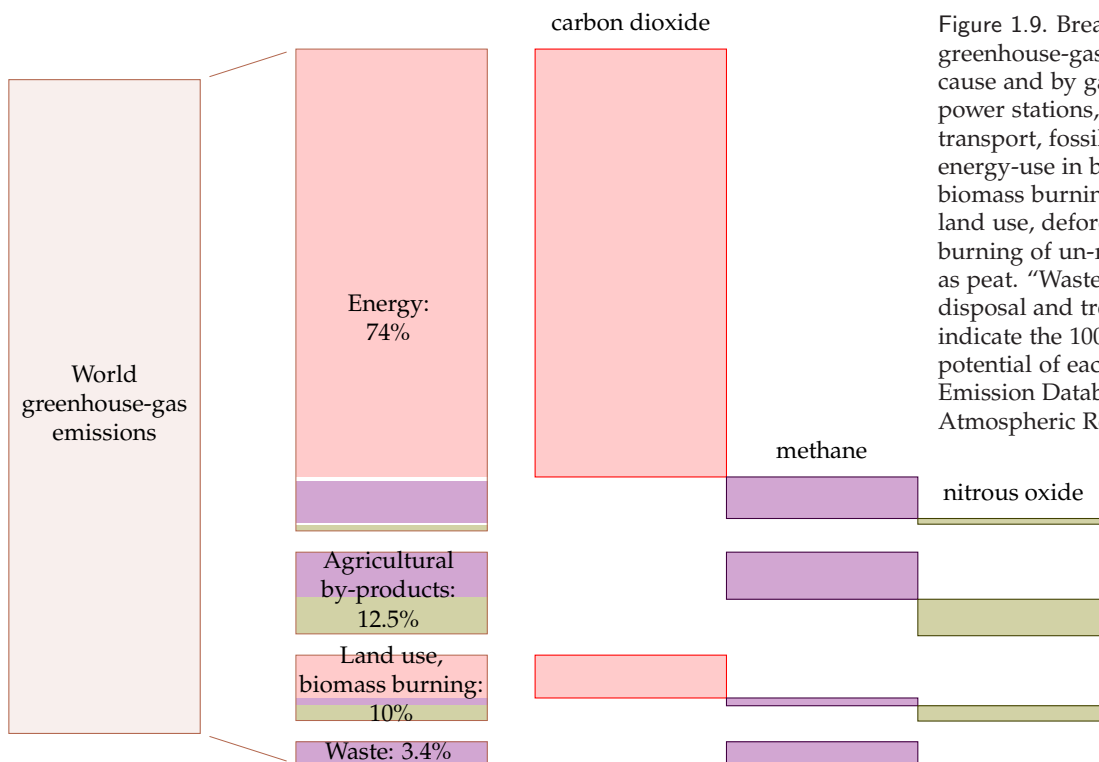 carbon dioxide
Figure 1.9. Brea
greenhouse-gas
cause and by ga
power stations,
transport, fossil
energy-use in b
biomass burnin
land use, defor
burning of un-r
as peat. "Waste
disposal and tre
indicate the 100
potential of eac
Emission Datab
Atmospheric R
World
greenhouse-gas
emissions
Energy:
74%
methane
nitrous oxide
Agricultural
by-products:
12.5%
Land use,
biomass burning:
10%
Waste: 3.4%